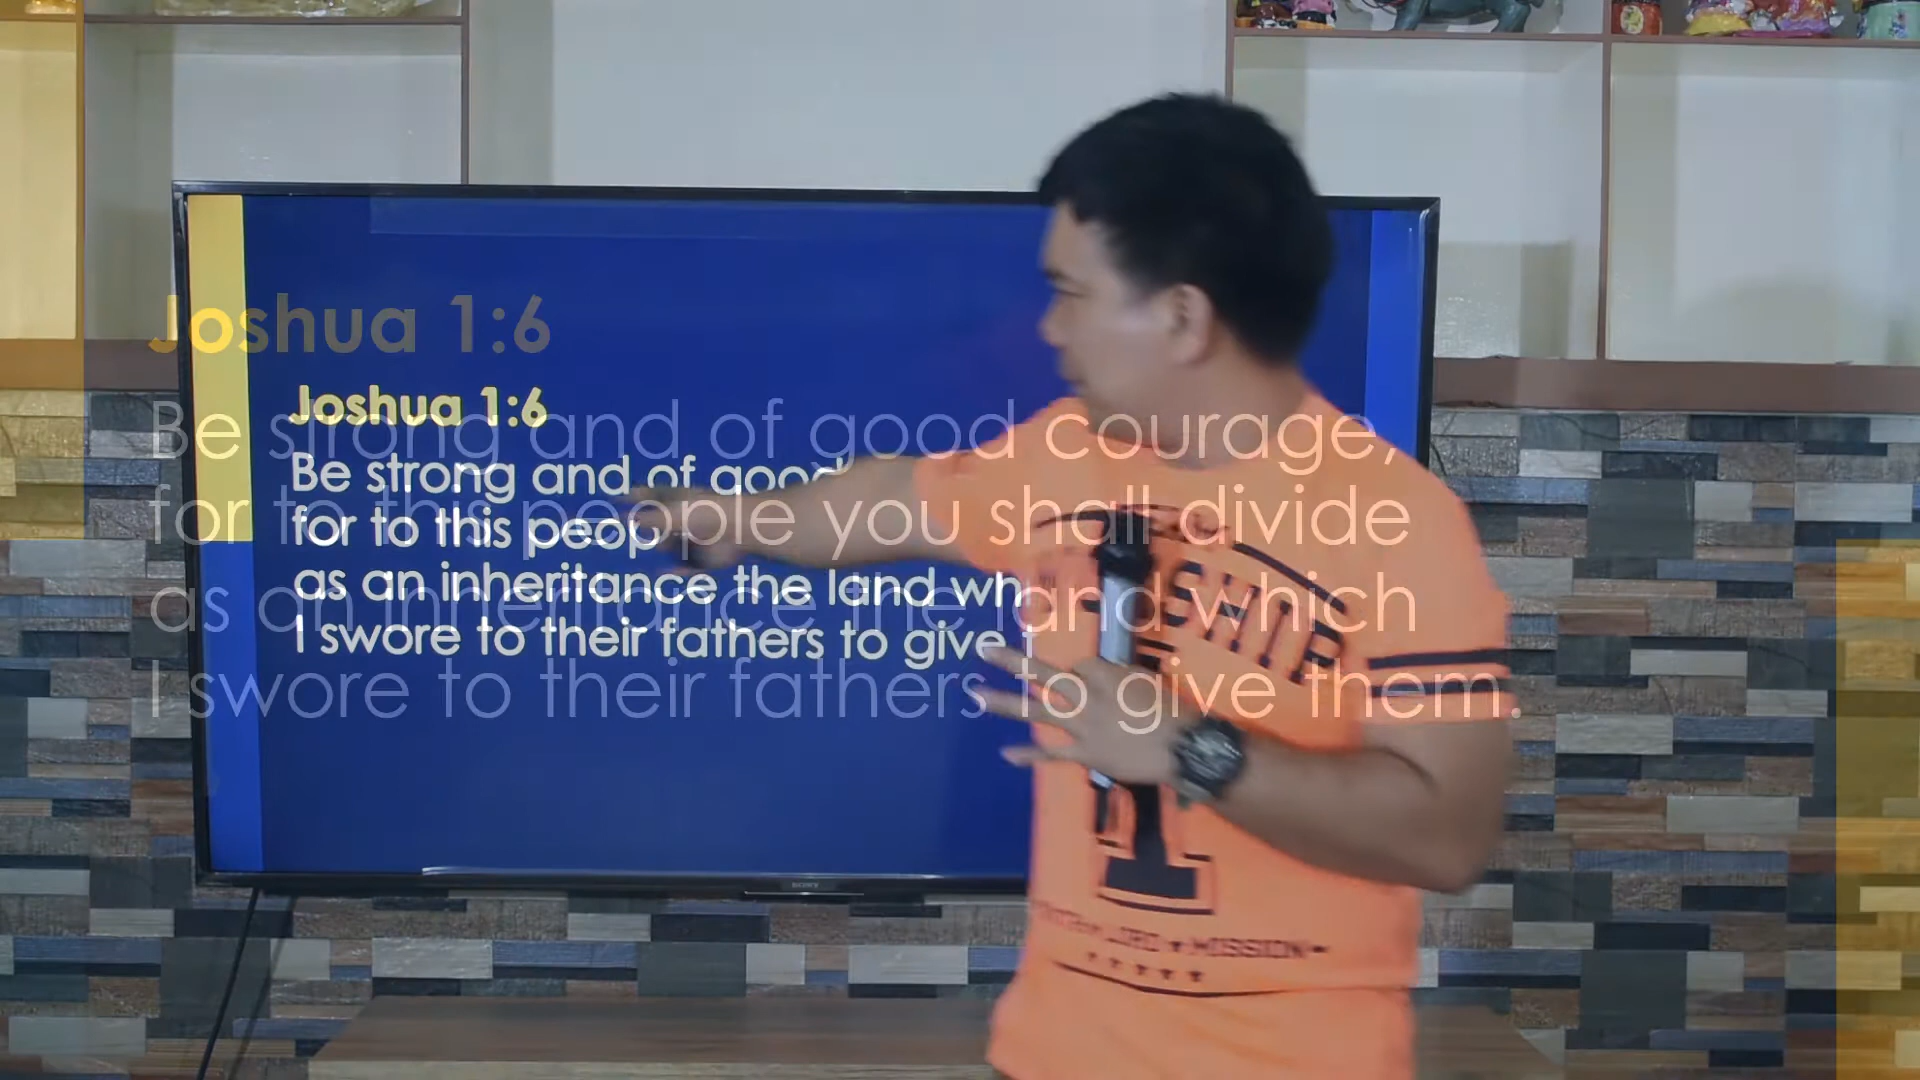 Joshua 1:6
Be strong and of good courage,
for to this people you shall divide
as an inheritance the land which
I swore to their fathers to give them.
Joshua 1:6
Be strong and of good
for to this
as an inheritance the land
I swore to their fathers to give
SONY
MISSION